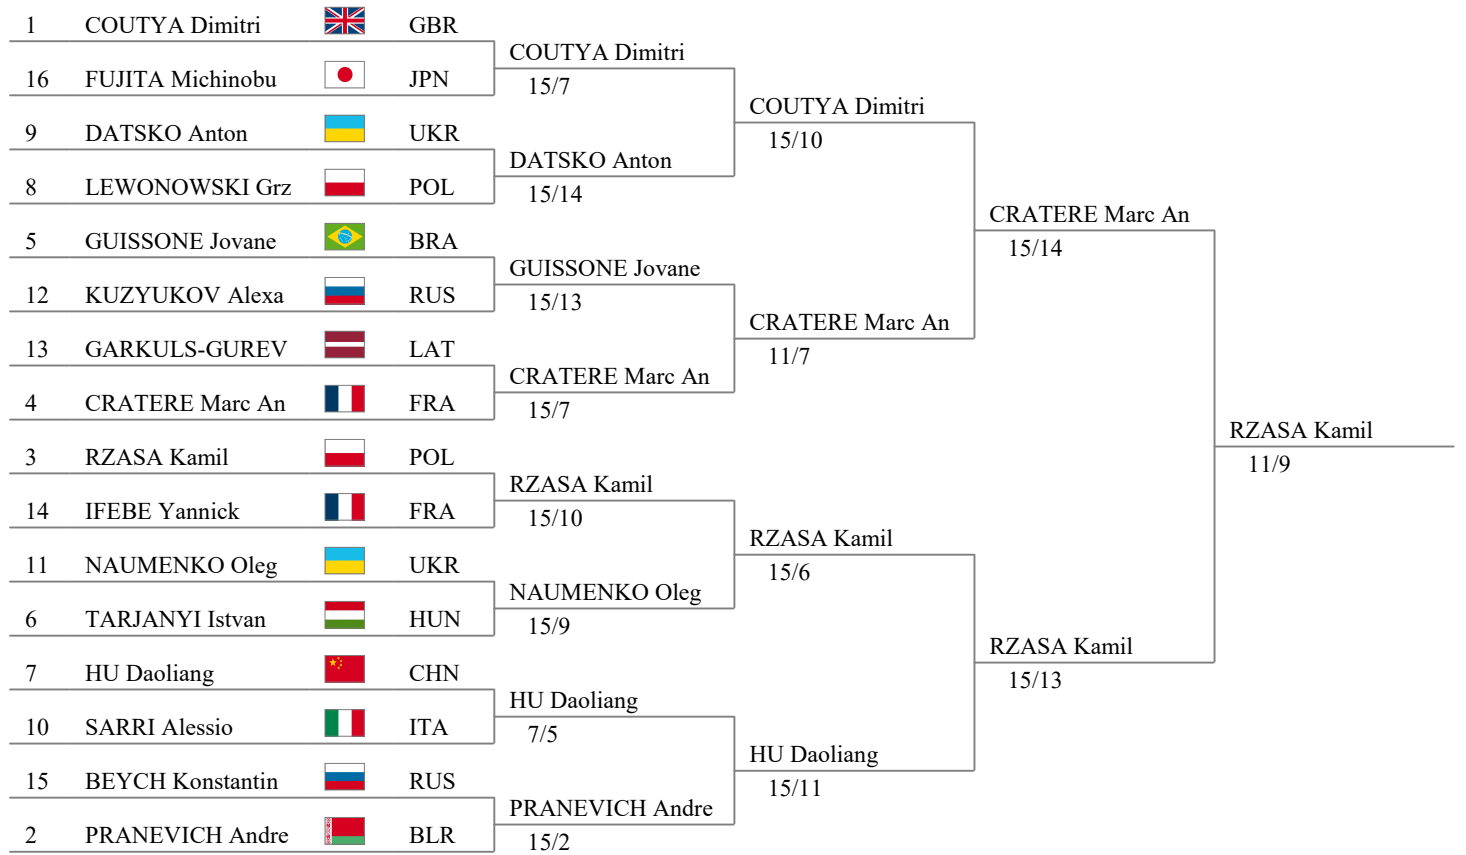 1 COUTYA Dimitri GBR
16 FUJITA Michinobu JPN
9 DATSKO Anton UKR
8 LEWONOWSKI Grz POL
5 GUISSONE Jovane BRA
12 KUZYUKOV Alexa RUS
13 GARKULS-GUREV LAT
4 CRATERE Marc An FRA
3 RZASA Kamil POL
14 IFEBE Yannick FRA
11 NAUMENKO Oleg UKR
6 TARJANYI Istvan HUN
7 HU Daoliang CHN
10 SARRI Alessio ITA
15 BEYCH Konstantin RUS
2 PRANEVICH Andre BLR
COUTYA Dimitri
15/7
DATSKO Anton
15/14
GUISSONE Jovane
15/13
CRATERE Marc An
15/7
RZASA Kamil
15/10
NAUMENKO Oleg
15/9
HU Daoliang
7/5
PRANEVICH Andre
15/2
COUTYA Dimitri
15/10
CRATERE Marc An
11/7
RZASA Kamil
15/6
HU Daoliang
15/11
CRATERE Marc An
15/14
RZASA Kamil
15/13
RZASA Kamil
11/9